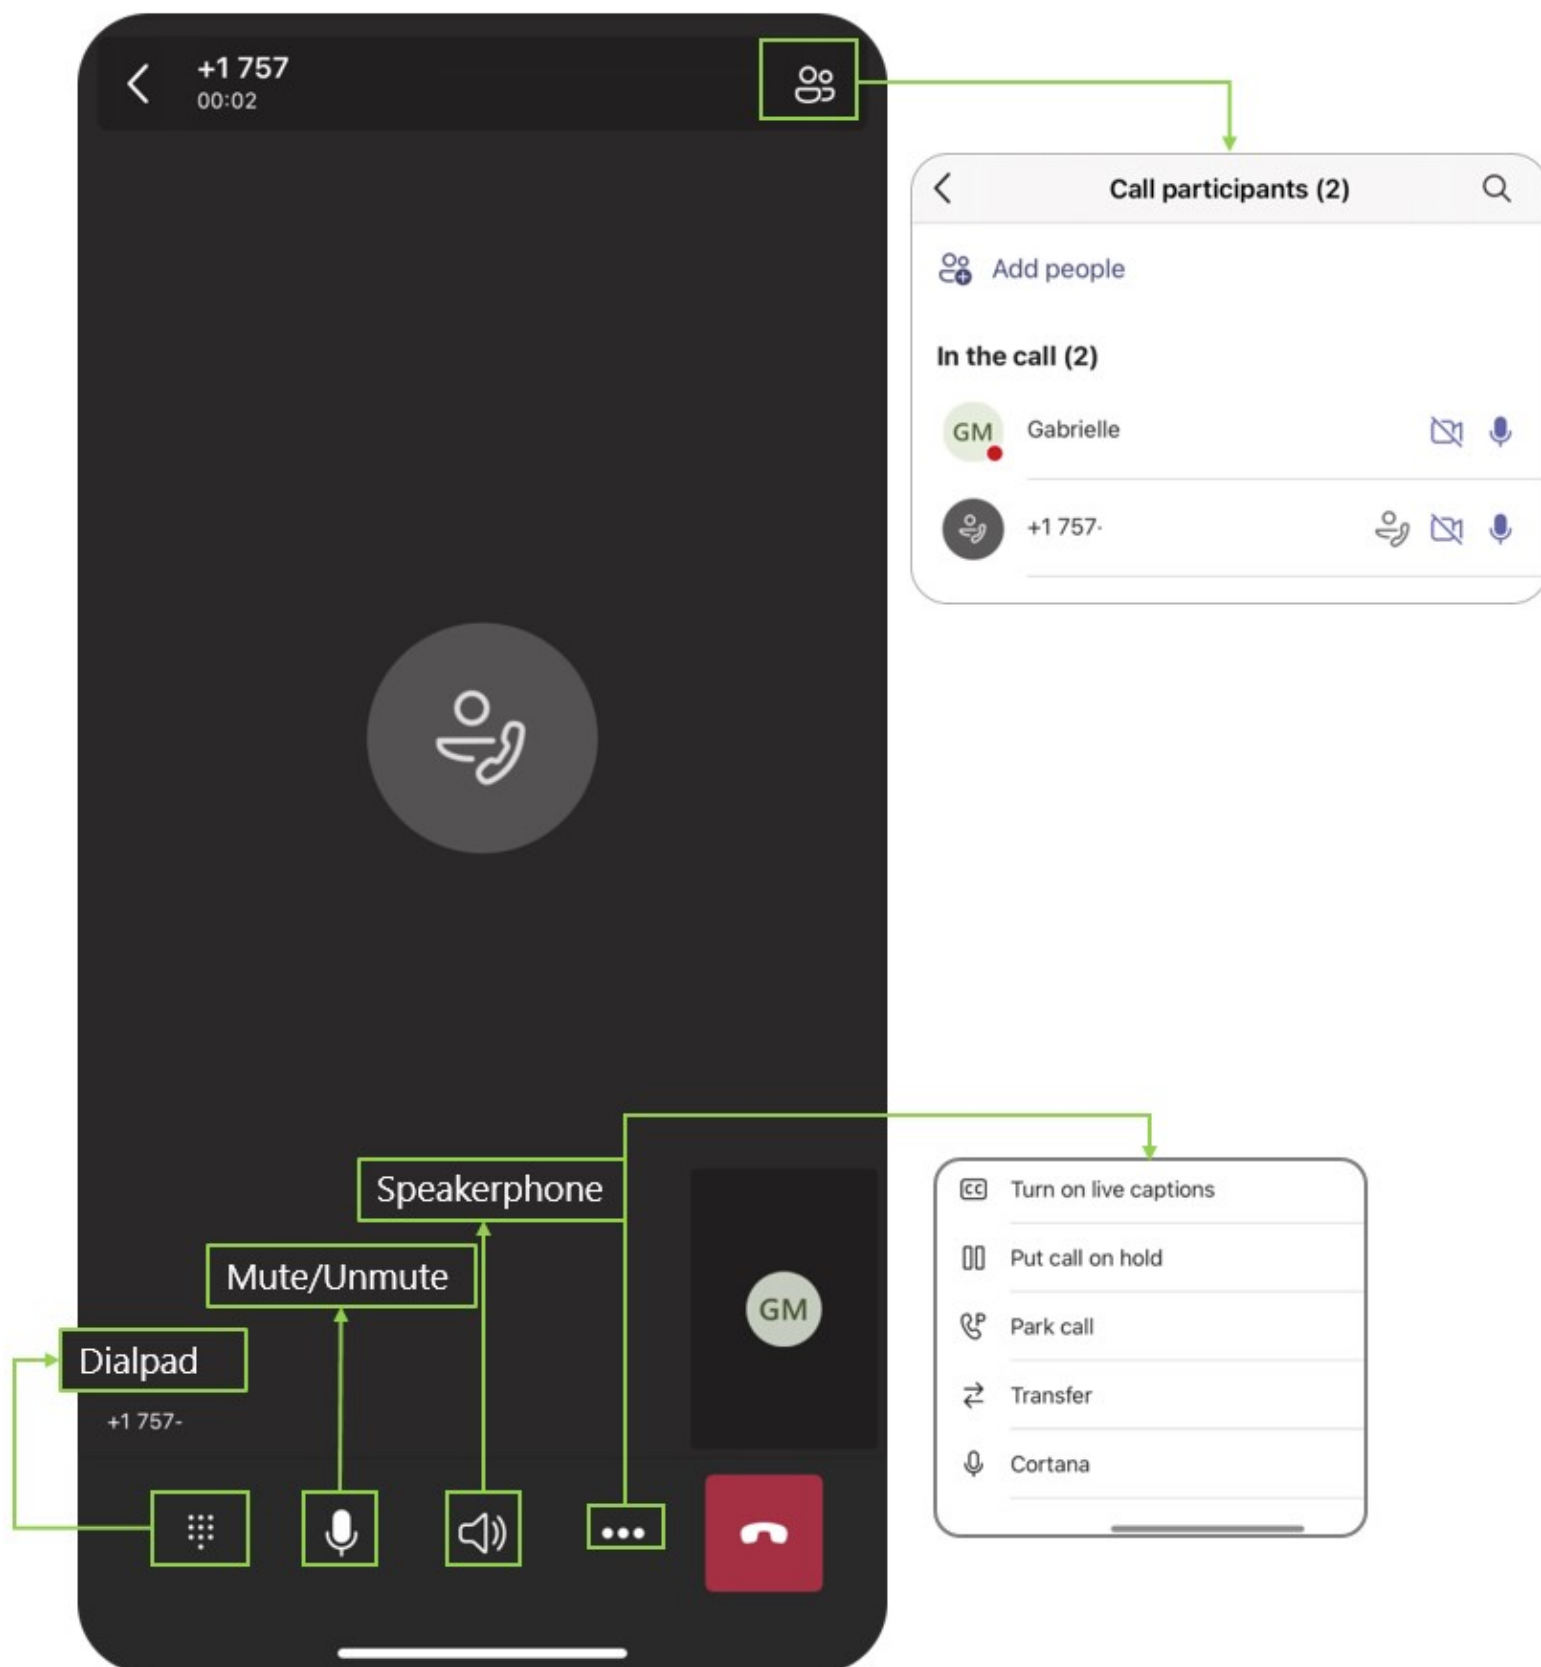 +1 757
00:02
Call participants (2)
Add people
In the call (2)
GM Gabrielle
+1 757-
Speakerphone
Mute/Unmute
Dialpad
+1 757-
GM
CC Turn on live captions
Put call on hold
P Park call
Transfer
Cortana